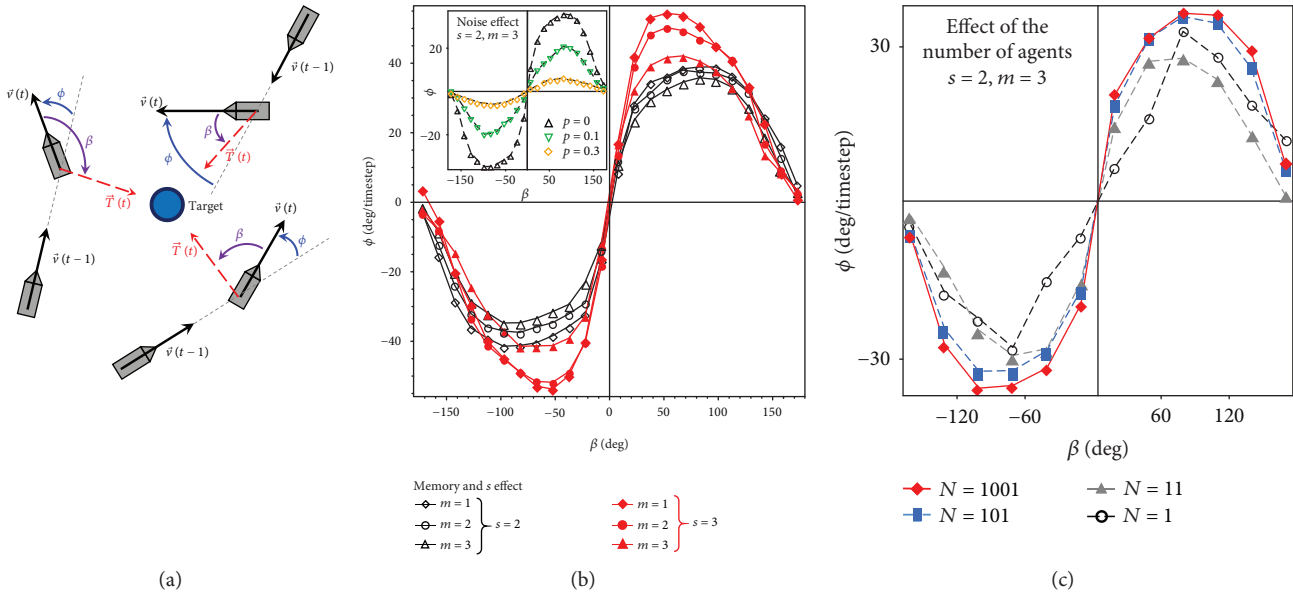 v⃗ (t−1)
v⃗ (t)
ϕ
β
T⃗ (t)
v⃗ (t−1)
v⃗ (t)
β
ϕ
T⃗ (t)
Target
v⃗ (t)
β
ϕ
T⃗ (t)
v⃗ (t−1)
v⃗ (t−1)
(a)
Noise effect
s = 2, m = 3
20
ϕ
−20
p = 0
p = 0.1
p = 0.3
−150
−50
50
150
β
40
20
0
−20
−40
ϕ (deg/timestep)
−150
−100
−50
0
50
100
150
β (deg)
Memory and s effect
m = 1
m = 2
m = 3
s = 2
m = 1
m = 2
m = 3
s = 3
(b)
Effect of the
number of agents
s = 2, m = 3
30
−30
ϕ (deg/timestep)
−120
−60
60
120
β (deg)
N = 1001
N = 101
N = 11
N = 1
(c)